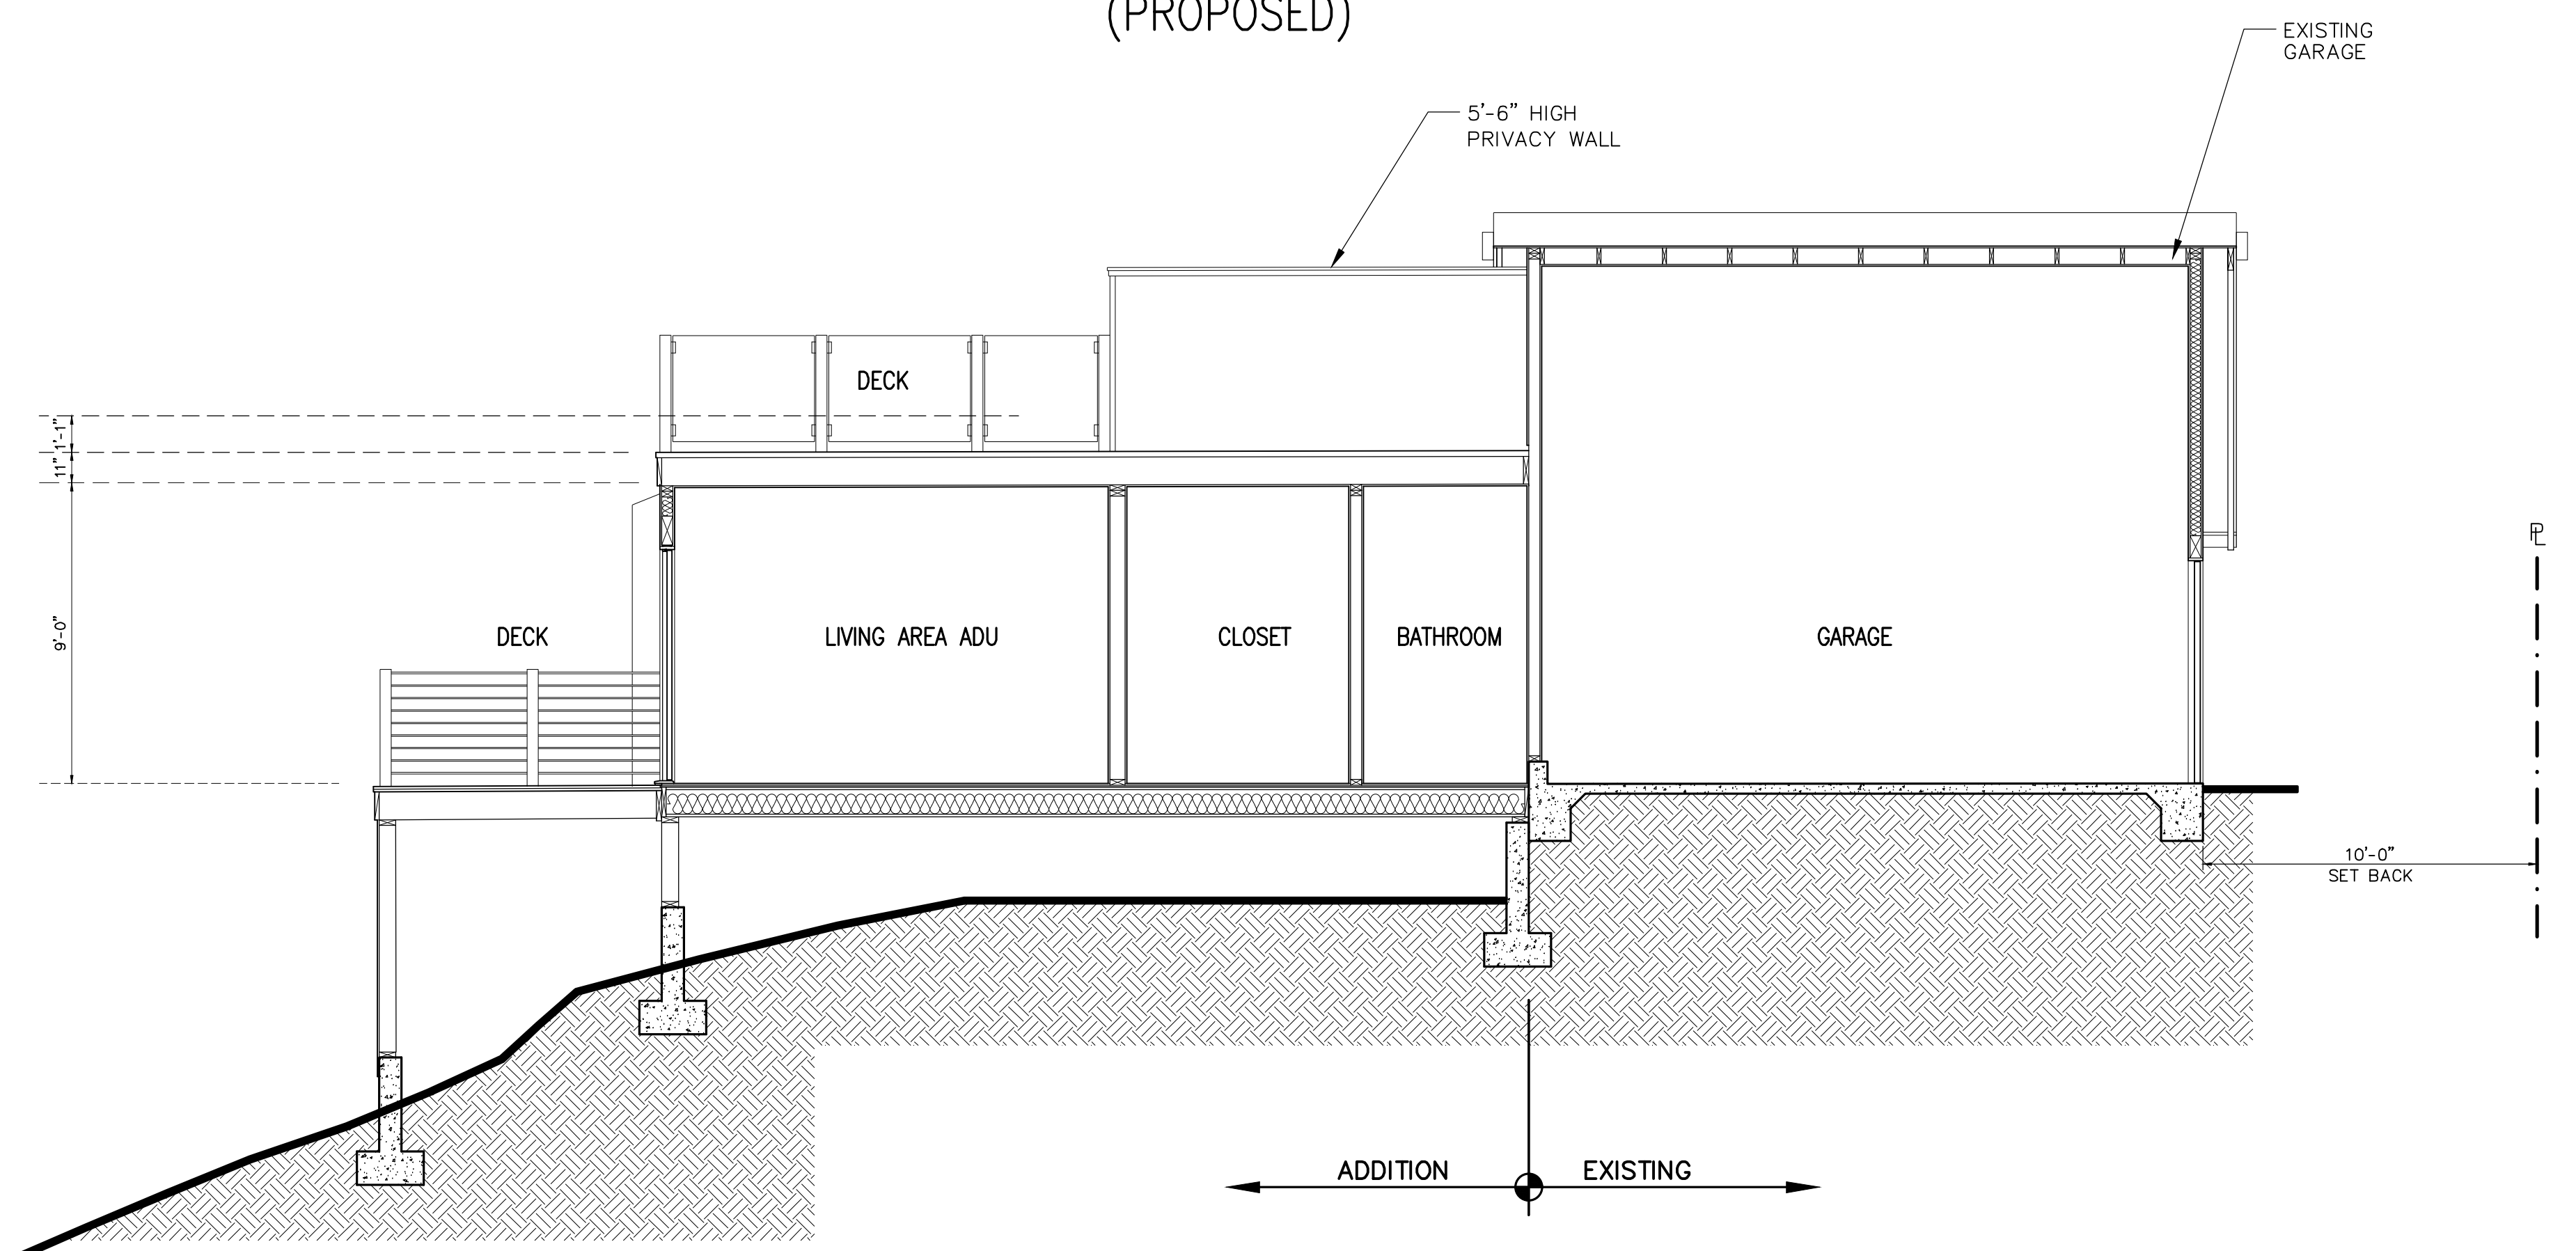 (PROPOSED)
EXISTING
GARAGE
5'-6" HIGH
PRIVACY WALL
DECK
1'-1"
11"
9'-0"
PL
DECK
LIVING AREA ADU
CLOSET
BATHROOM
GARAGE
10'-0"
SET BACK
ADDITION
EXISTING